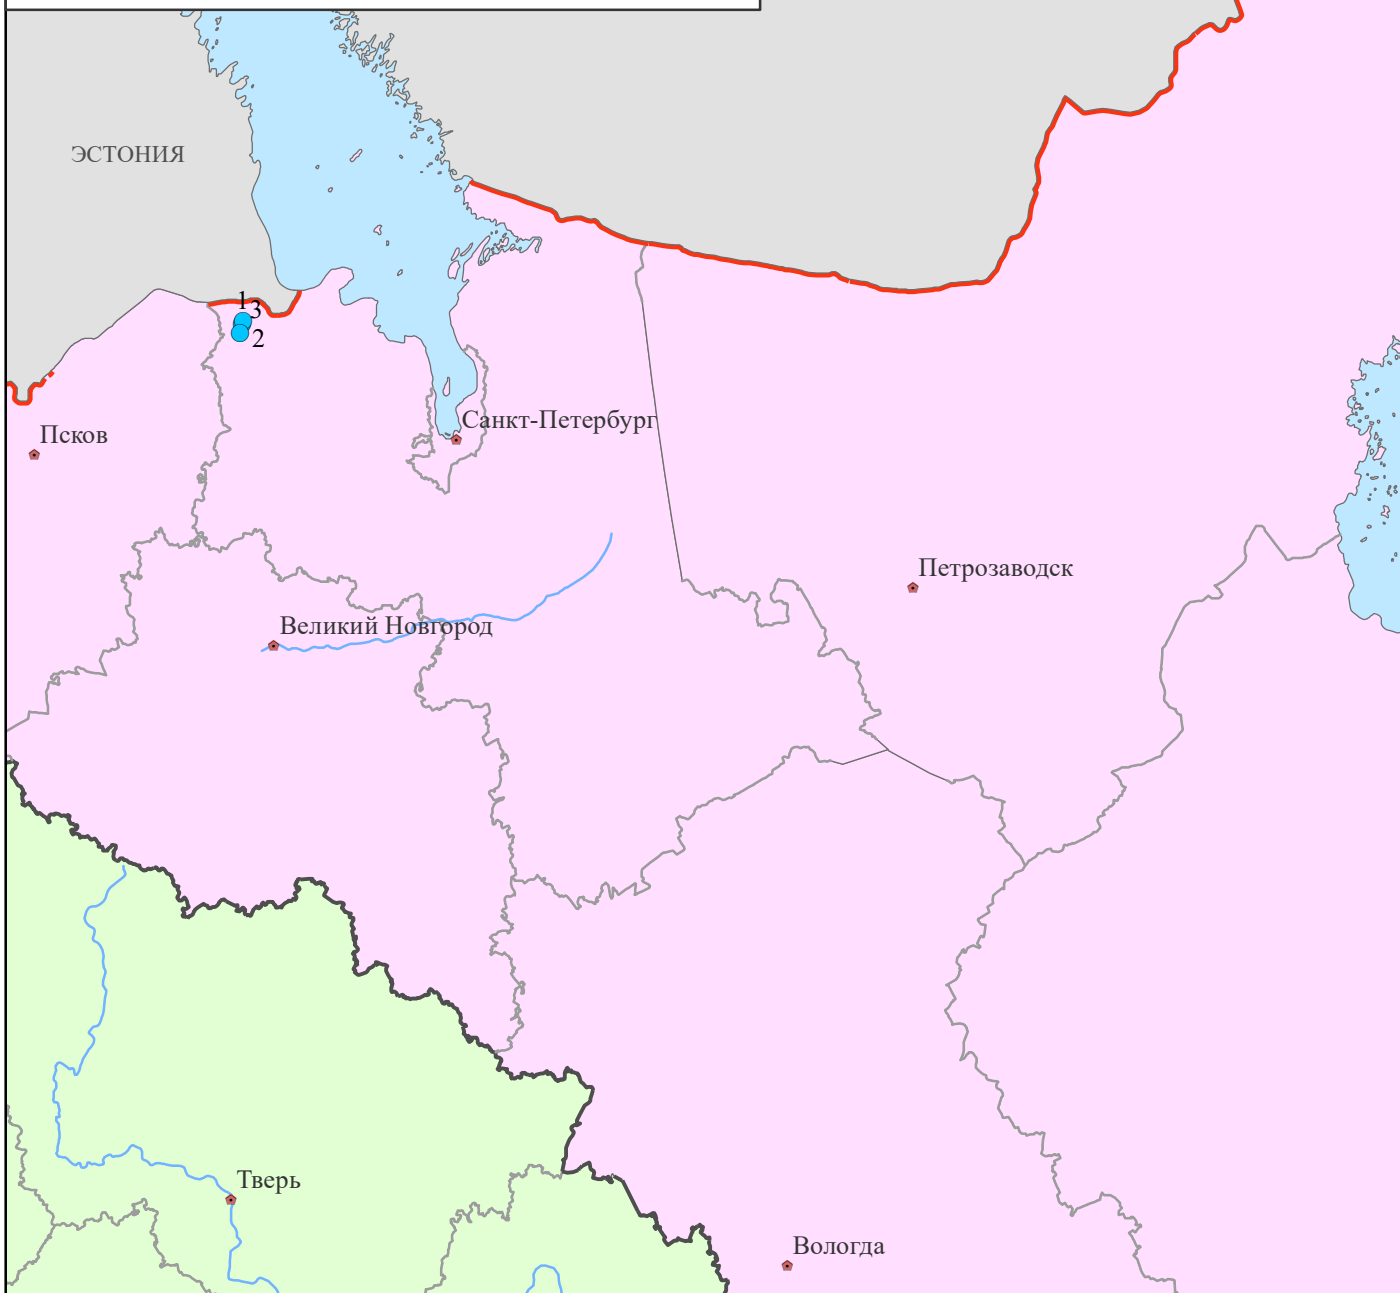 ЭСТОНИЯ
1
3
2
Санкт-Петербург
Псков
Петрозаводск
Великий Новгород
Тверь
Вологда